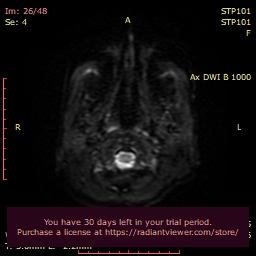 Im: 26/48
Se: 4
A
STP101
STP101
F
Ax DWI B 1000
R
L
You have 30 days left in your trial period.
Purchase a license at https://radiantviewer.com/store/